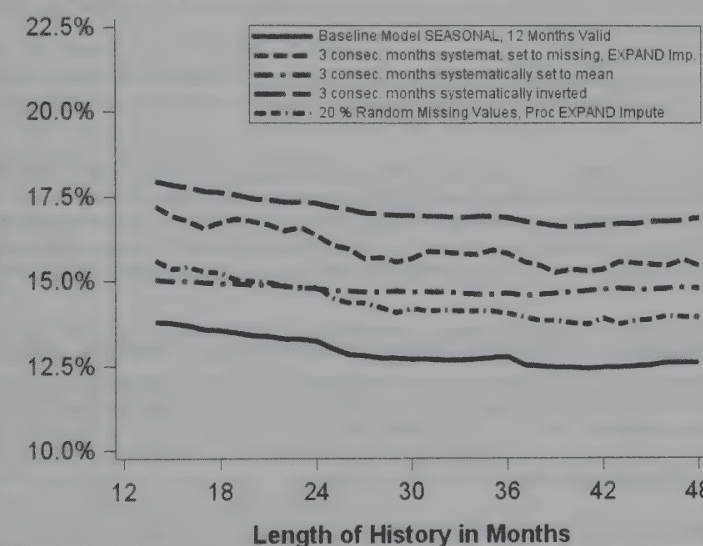 22.5%
20.0%
17.5%
15.0%
12.5%
10.0%
Baseline Model SEASONAL, 12 Months Valid
3 consec. months systemat. set to missing, EXPAND Imp.
3 consec. months systematically set to mean
3 consec. months systematically inverted
20 % Random Missing Values, Proc EXPAND Impute
12 18 24 30 36 42 48
Length of History in Months